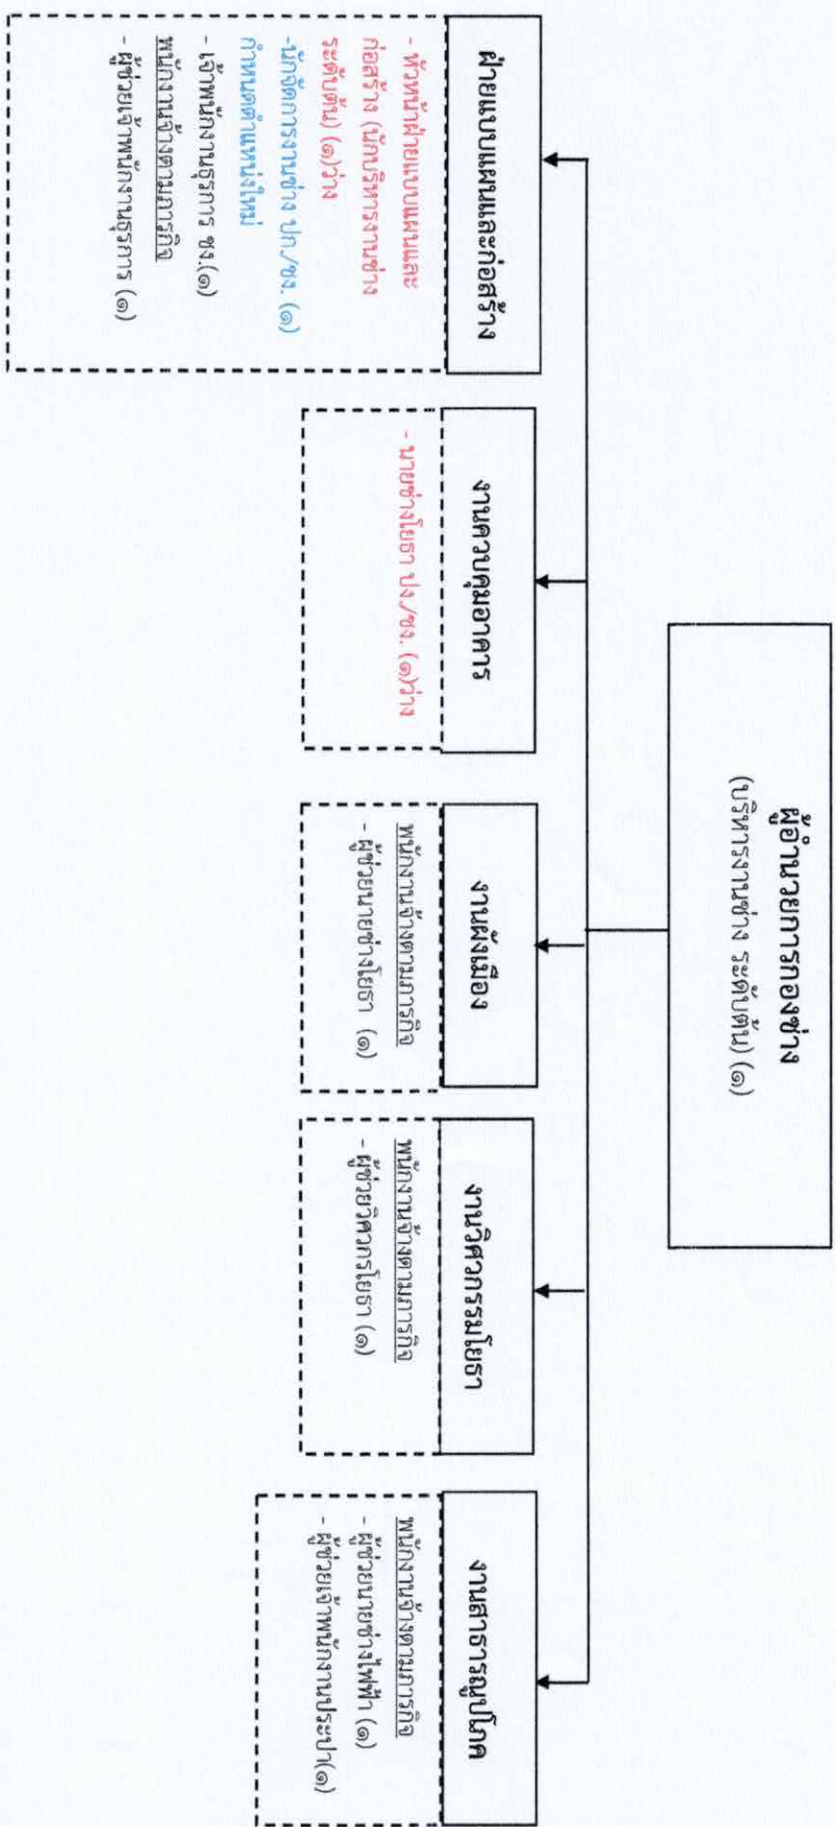 ผู้อำนวยการกองช่าง
(บริหารงานช่าง ระดับต้น) (๑)
ฝ่ายแบบแผนและก่อสร้าง
- หัวหน้าฝ่ายแบบแผนและ
ก่อสร้าง (นักบริหารงานช่าง
ระดับต้น) (๑)ว่าง
-นักจัดการงานช่าง ปก./ชง. (๑)
กำหนดตำแหน่งใหม่
- เจ้าพนักงานธุรการ ชง.(๑)
พนักงานจ้างตามภารกิจ
- ผู้ช่วยเจ้าพนักงานธุรการ (๑)
งานควบคุมอาคาร
- นายช่างโยธา ปง./ชง. (๑)ว่าง
งานผังเมือง
พนักงานจ้างตามภารกิจ
- ผู้ช่วยนายช่างโยธา (๑)
งานวิศวกรรมโยธา
พนักงานจ้างตามภารกิจ
- ผู้ช่วยวิศวกรโยธา (๑)
งานสาธารณูปโภค
พนักงานจ้างตามภารกิจ
- ผู้ช่วยนายช่างไฟฟ้า (๑)
- ผู้ช่วยเจ้าพนักงานประปา(๑)